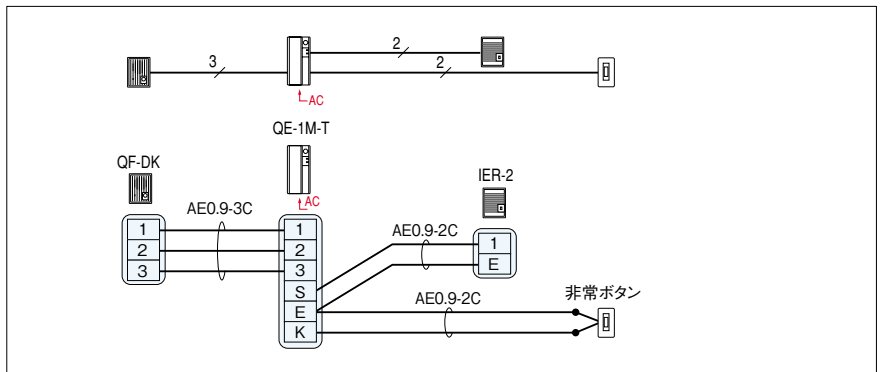 3
2
2
AC
QE-1M-T
QF-DK
IER-2
AC
AE0.9-3C
AE0.9-2C
1
2
3
1
2
3
S
E
K
1
E
AE0.9-2C
非常ボタン